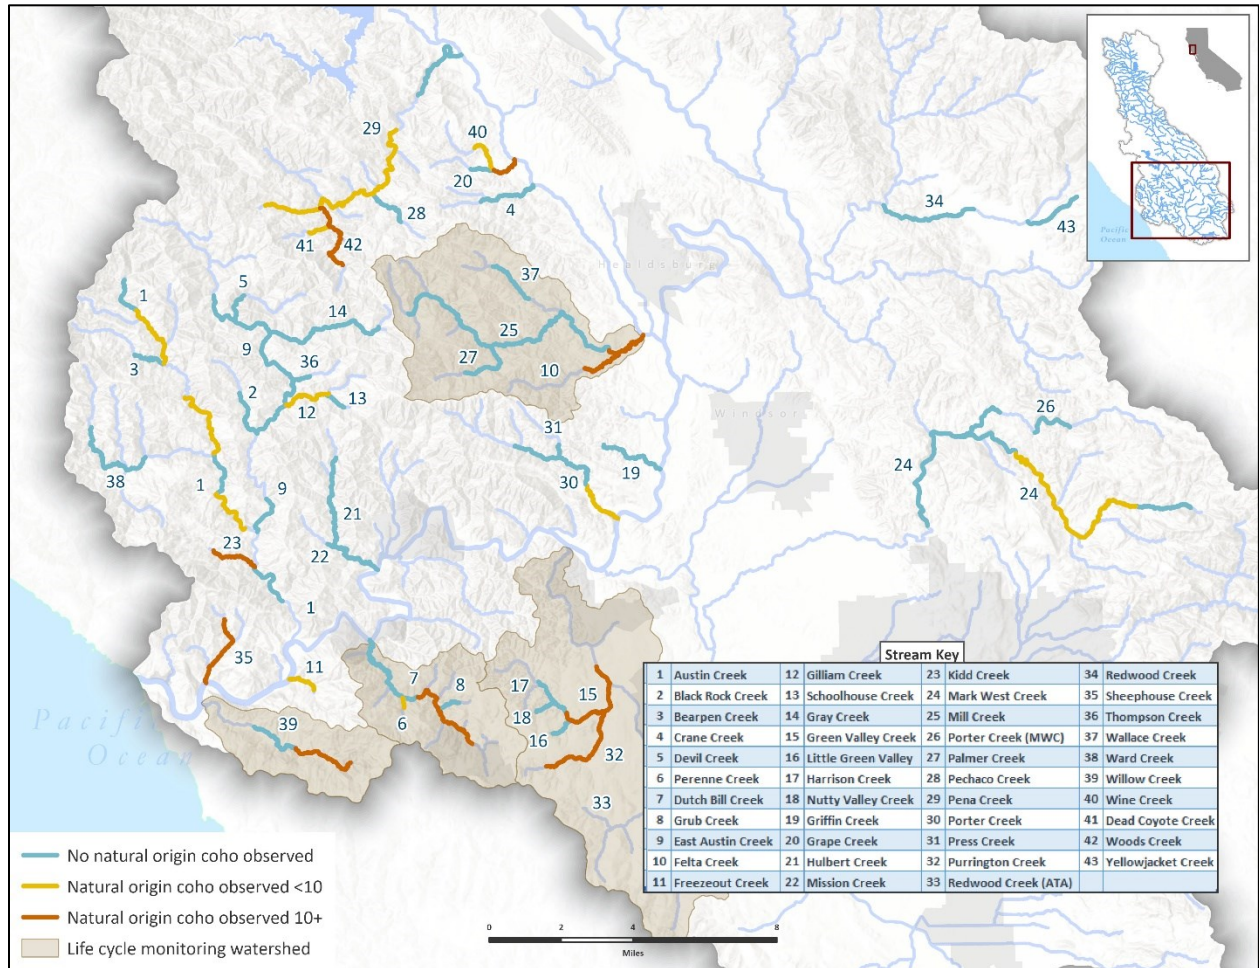 29
40
20
4
28
41
42
34
43
Pacific
Ocean
Healdsburg
37
1
5
14
25
9
3
36
27
10
2
12
13
Windsor
31
26
19
38
1
9
30
24
24
21
23
22
1
35
11
7
8
17
15
6
18
39
16
32
33
Pacific
Ocean
Stream Key
1 Austin Creek 12 Gilliam Creek 23 Kidd Creek 34 Redwood Creek
2 Black Rock Creek 13 Schoolhouse Creek 24 Mark West Creek 35 Sheephouse Creek
3 Bearpen Creek 14 Gray Creek 25 Mill Creek 36 Thompson Creek
4 Crane Creek 15 Green Valley Creek 26 Porter Creek (MWC) 37 Wallace Creek
5 Devil Creek 16 Little Green Valley 27 Palmer Creek 38 Ward Creek
6 Perenne Creek 17 Harrison Creek 28 Pechaco Creek 39 Willow Creek
7 Dutch Bill Creek 18 Nutty Valley Creek 29 Pena Creek 40 Wine Creek
8 Grub Creek 19 Griffin Creek 30 Porter Creek 41 Dead Coyote Creek
9 East Austin Creek 20 Grape Creek 31 Press Creek 42 Woods Creek
10 Felta Creek 21 Hulbert Creek 32 Purrington Creek 43 Yellowjacket Creek
11 Freezeout Creek 22 Mission Creek 33 Redwood Creek (ATA)
No natural origin coho observed
Natural origin coho observed <10
Natural origin coho observed 10+
Life cycle monitoring watershed
0 2 4 8
Miles